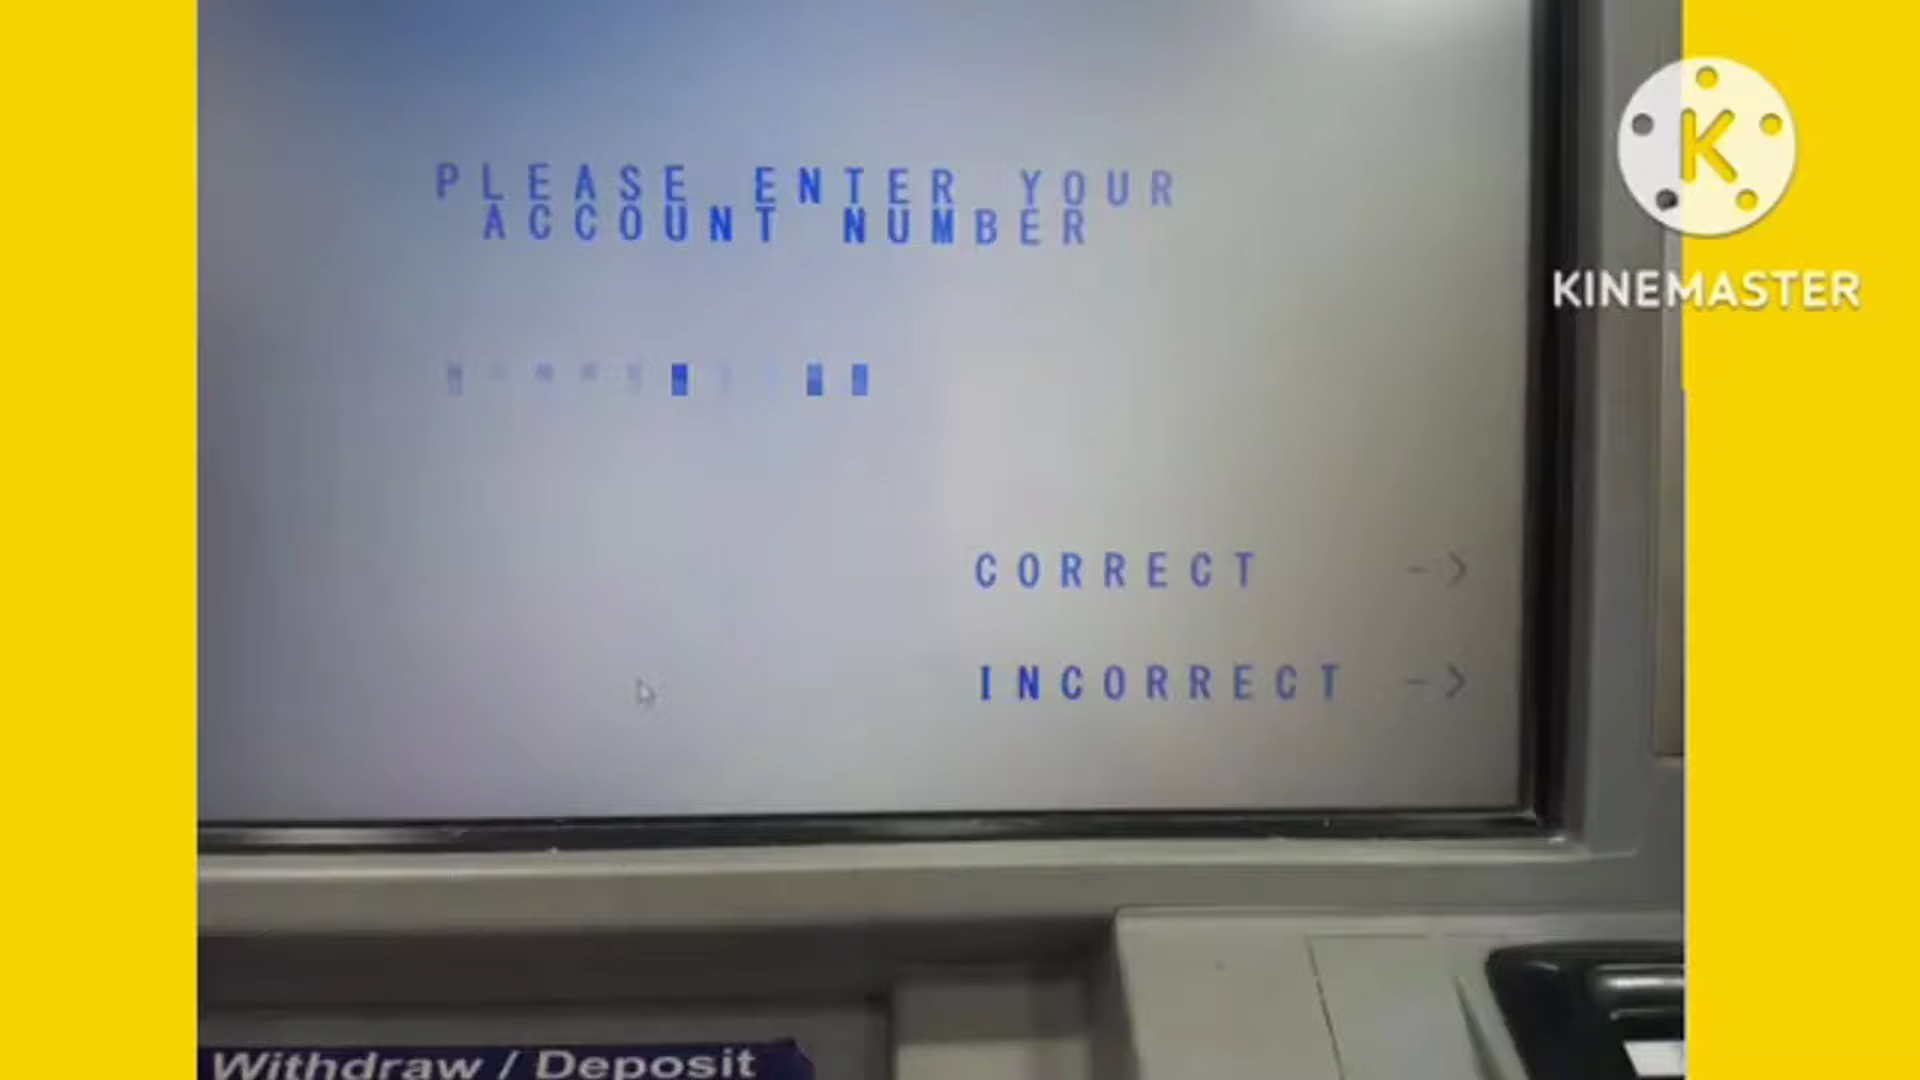 PLEASE ENTER YOUR
ACCOUNT NUMBER
CORRECT ->
INCORRECT ->
Withdraw / Deposit
K
KINEMASTER